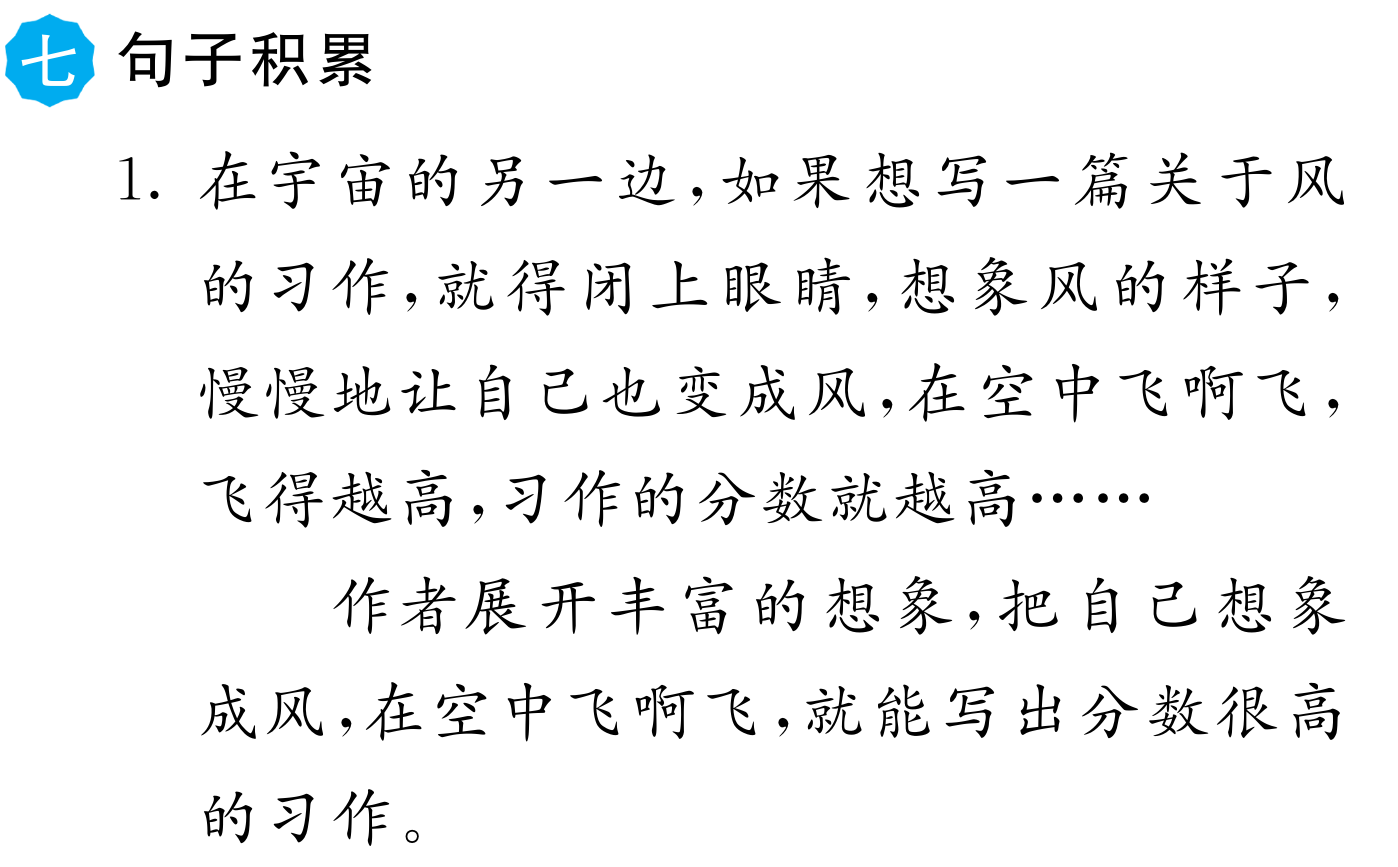 七 句子积累
1. 在宇宙的另一边,如果想写一篇关于风
的习作,就得闭上眼睛,想象风的样子,
慢慢地让自己也变成风,在空中飞啊飞,
飞得越高,习作的分数就越高……
作者展开丰富的想象,把自己想象
成风,在空中飞啊飞,就能写出分数很高
的习作。